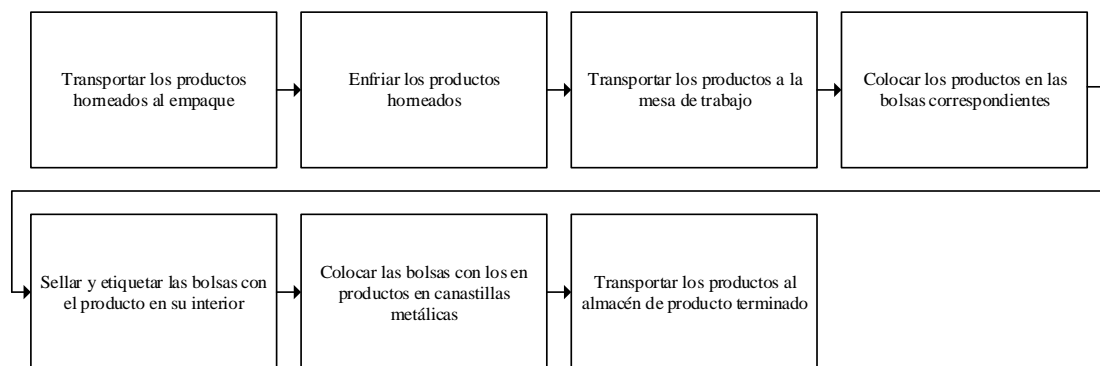 Transportar los productos
horneados al empaque
Enfriar los productos
horneados
Transportar los productos a la
mesa de trabajo
Colocar los productos en las
bolsas correspondientes
Sellar y etiquetar las bolsas con
el producto en su interior
Colocar las bolsas con los en
productos en canastillas
metálicas
Transportar los productos al
almacén de producto terminado